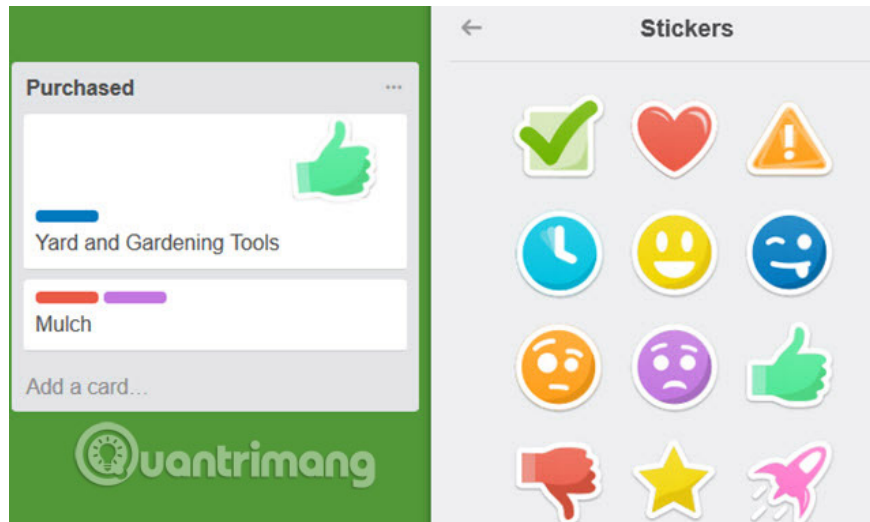 Purchased
Yard and Gardening Tools
Mulch
Add a card...
Quantrimang
Stickers